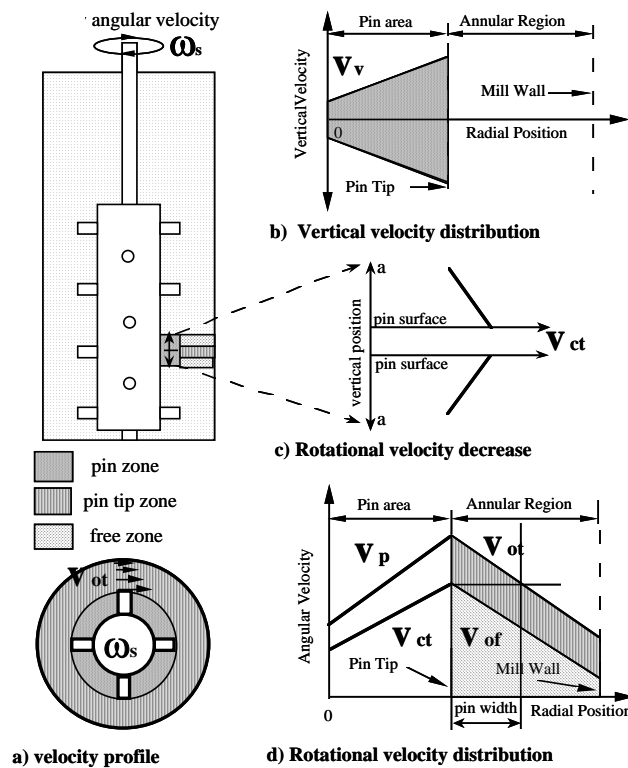 angular velocity
ωs
pin zone
pin tip zone
free zone
Vot
ωs
a) velocity profile
Pin area
Annular Region
Vv
Mill Wall
VerticalVelocity
0
Radial Position
Pin Tip
b) Vertical velocity distribution
a
pin surface
Vct
pin surface
vertical position
a
c) Rotational velocity decrease
Pin area
Annular Region
Vp
Vot
Angular Velocity
Vct
Vof
Pin Tip
Mill Wall
0
pin width
Radial Position
d) Rotational velocity distribution